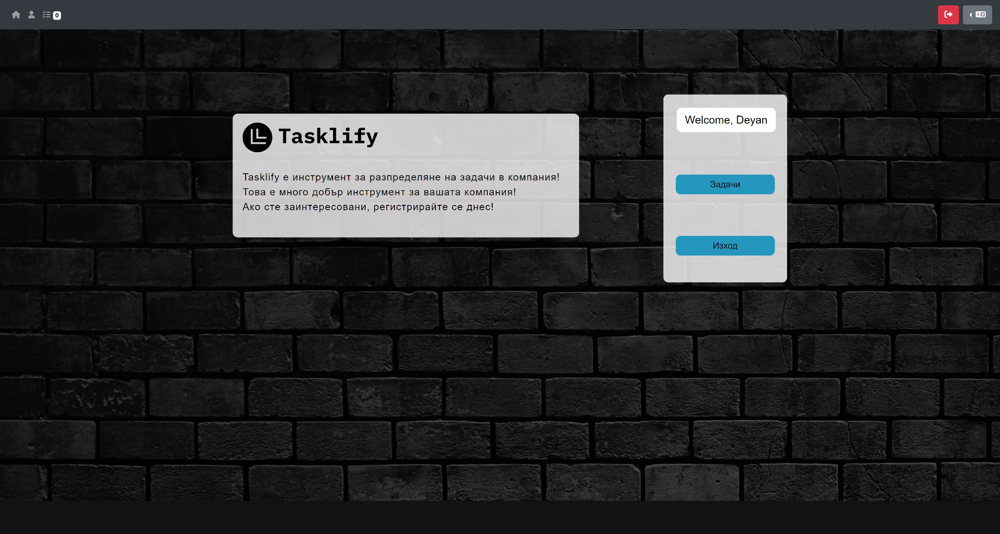 0
Tasklify
Tasklify е инструмент за разпределяне на задачи в компания!
Това е много добър инструмент за вашата компания!
Ако сте заинтересовани, регистрирайте се днес!
Welcome, Deyan
Задачи
Изход